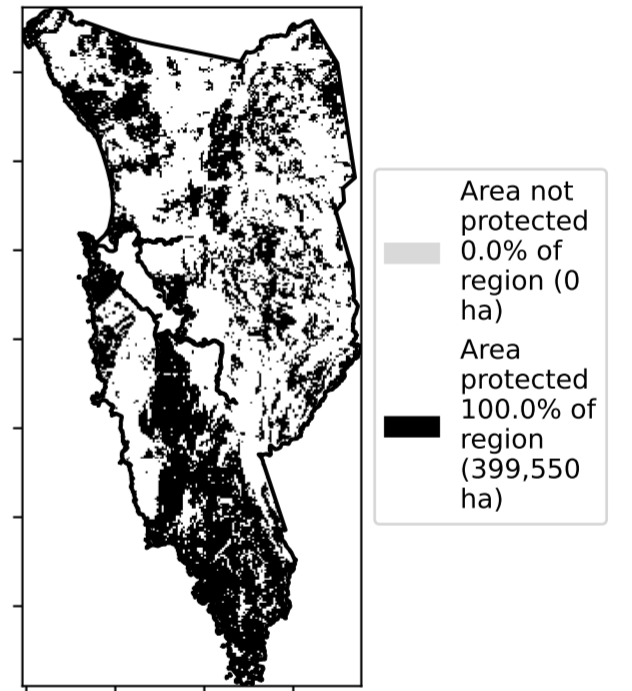 Area not
protected
0.0% of
region (0
ha)
Area
protected
100.0% of
region
(399,550
ha)